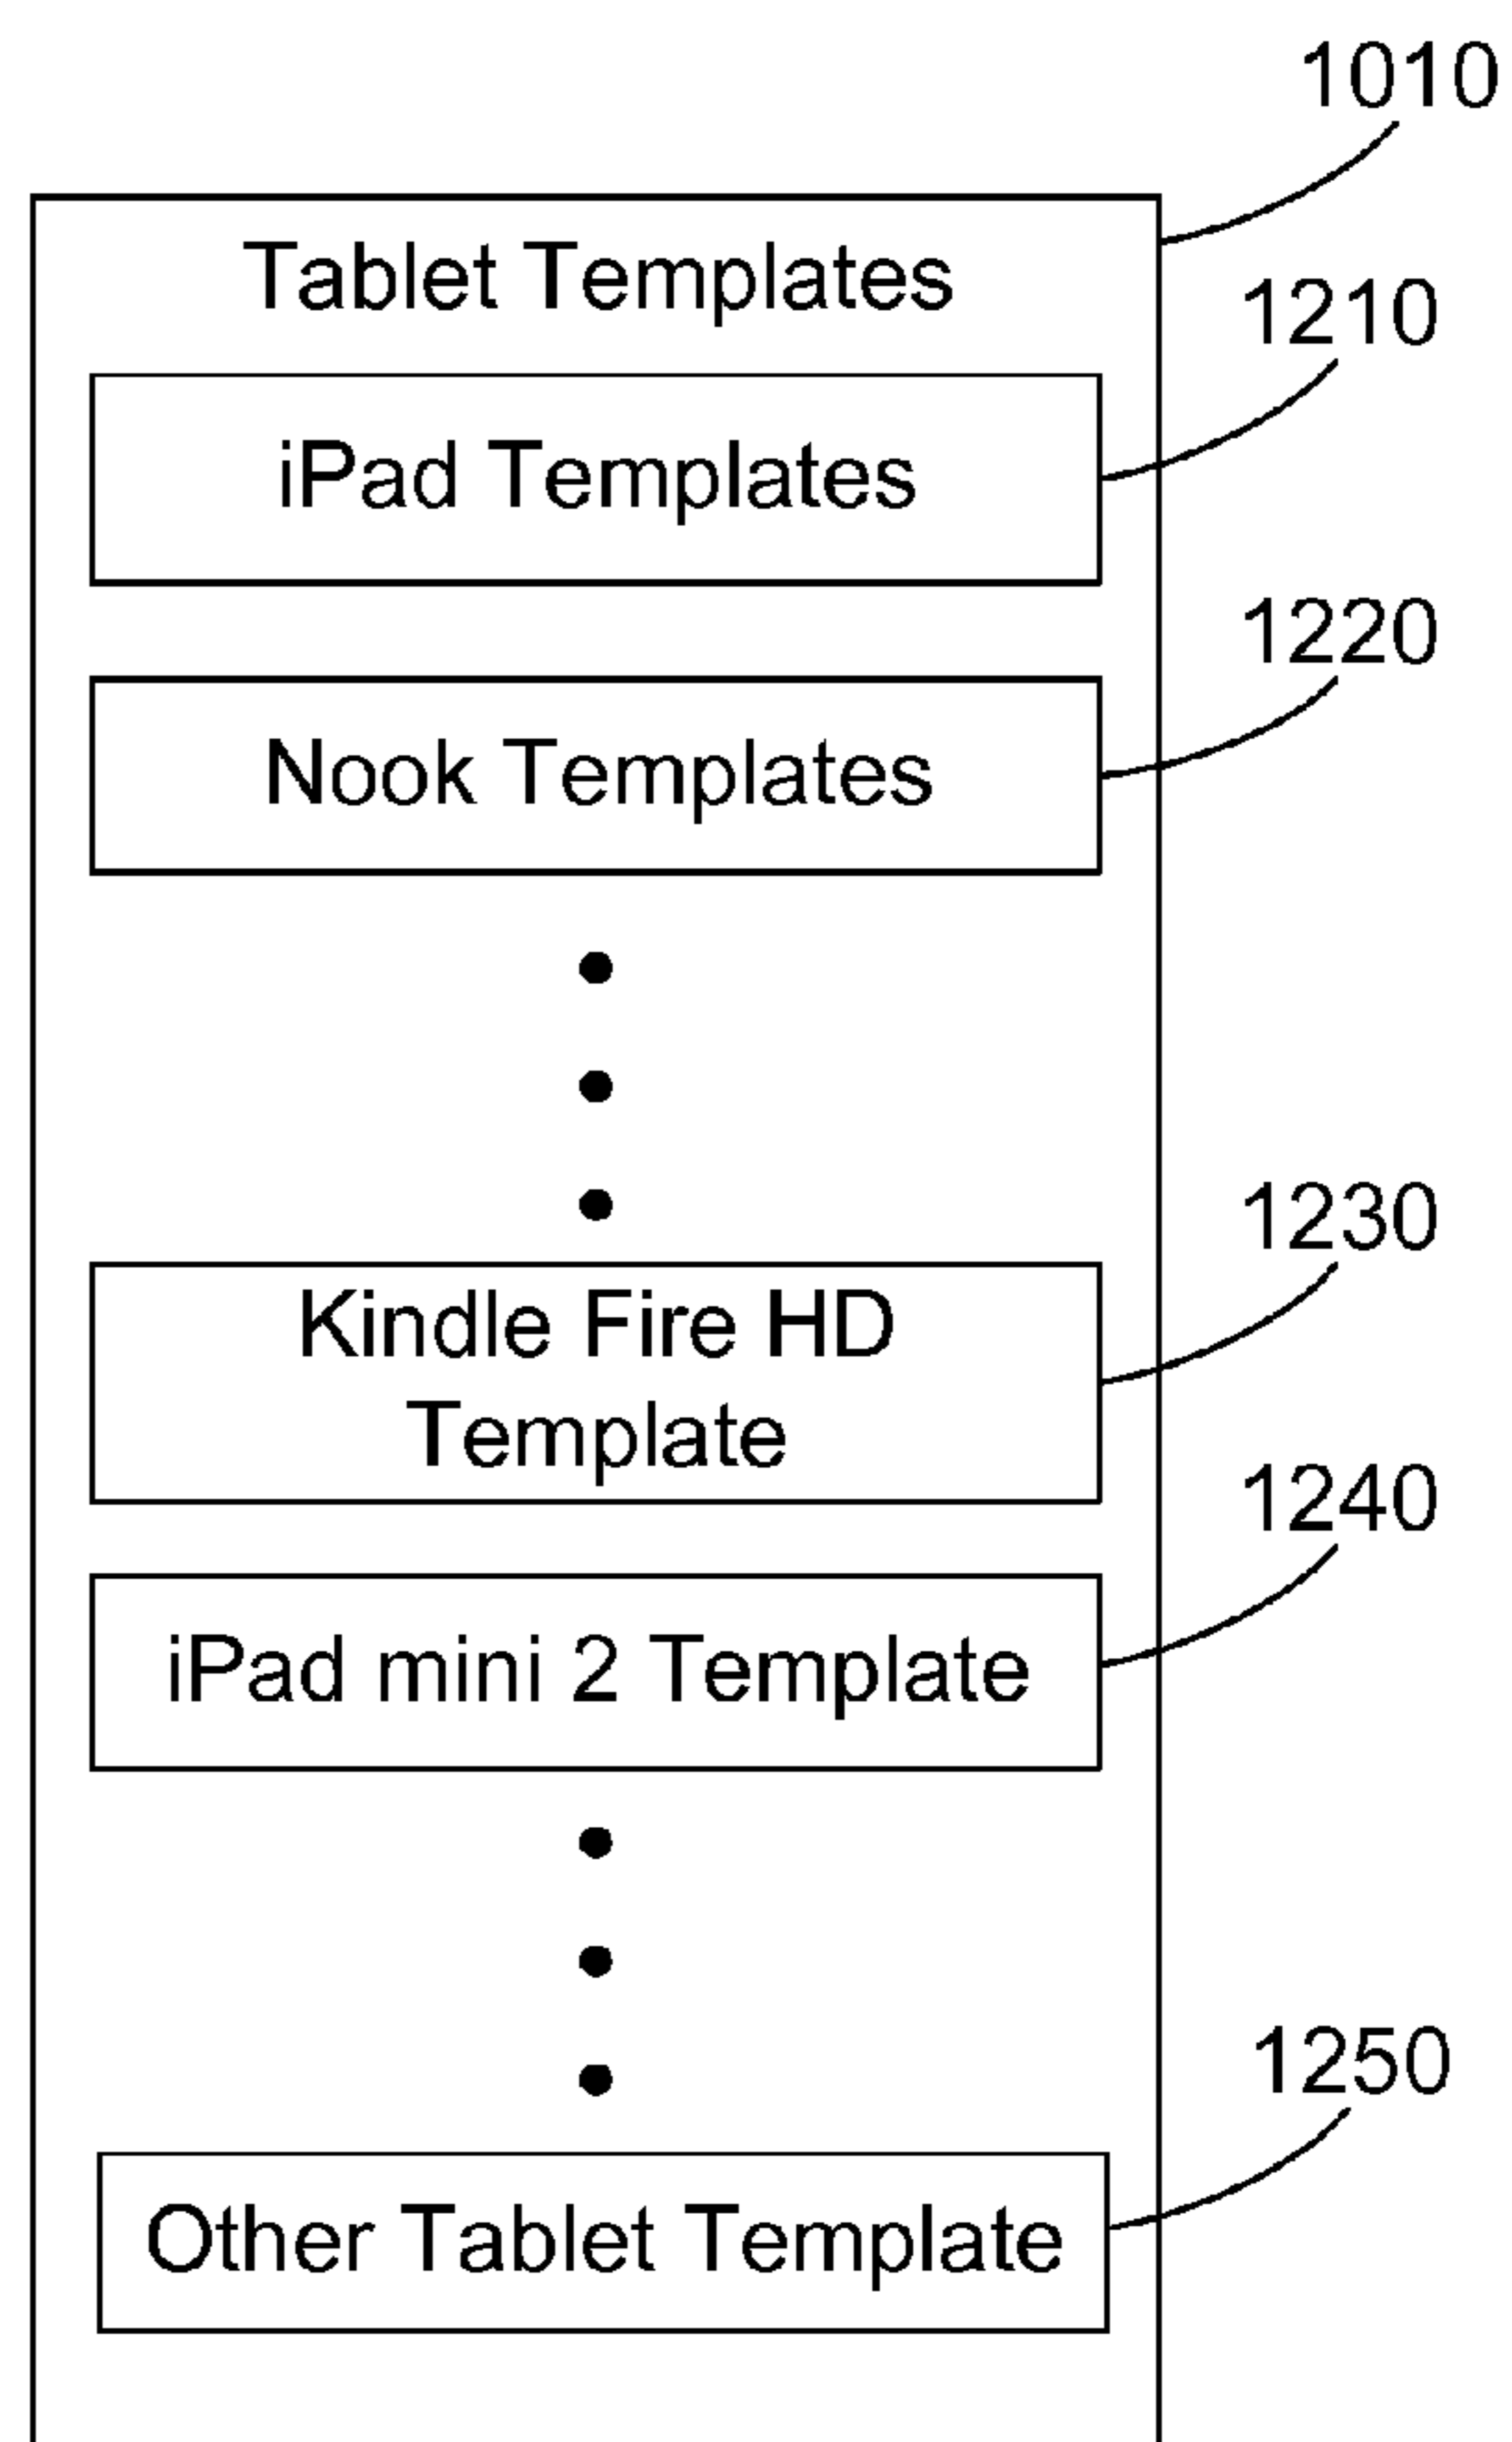 1010
Tablet Templates
1210
iPad Templates
1220
Nook Templates
1230
Kindle Fire HD
Template
1240
iPad mini 2 Template
1250
Other Tablet Template